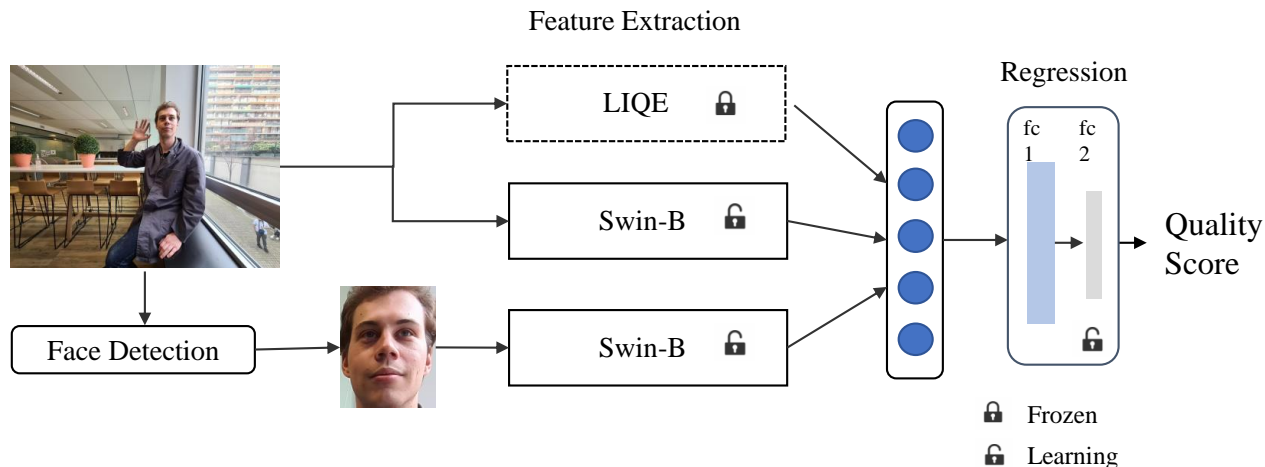 Feature Extraction
LIQE
Swin-B
Face Detection
Swin-B
Regression
fc
1
fc
2
Quality
Score
Frozen
Learning